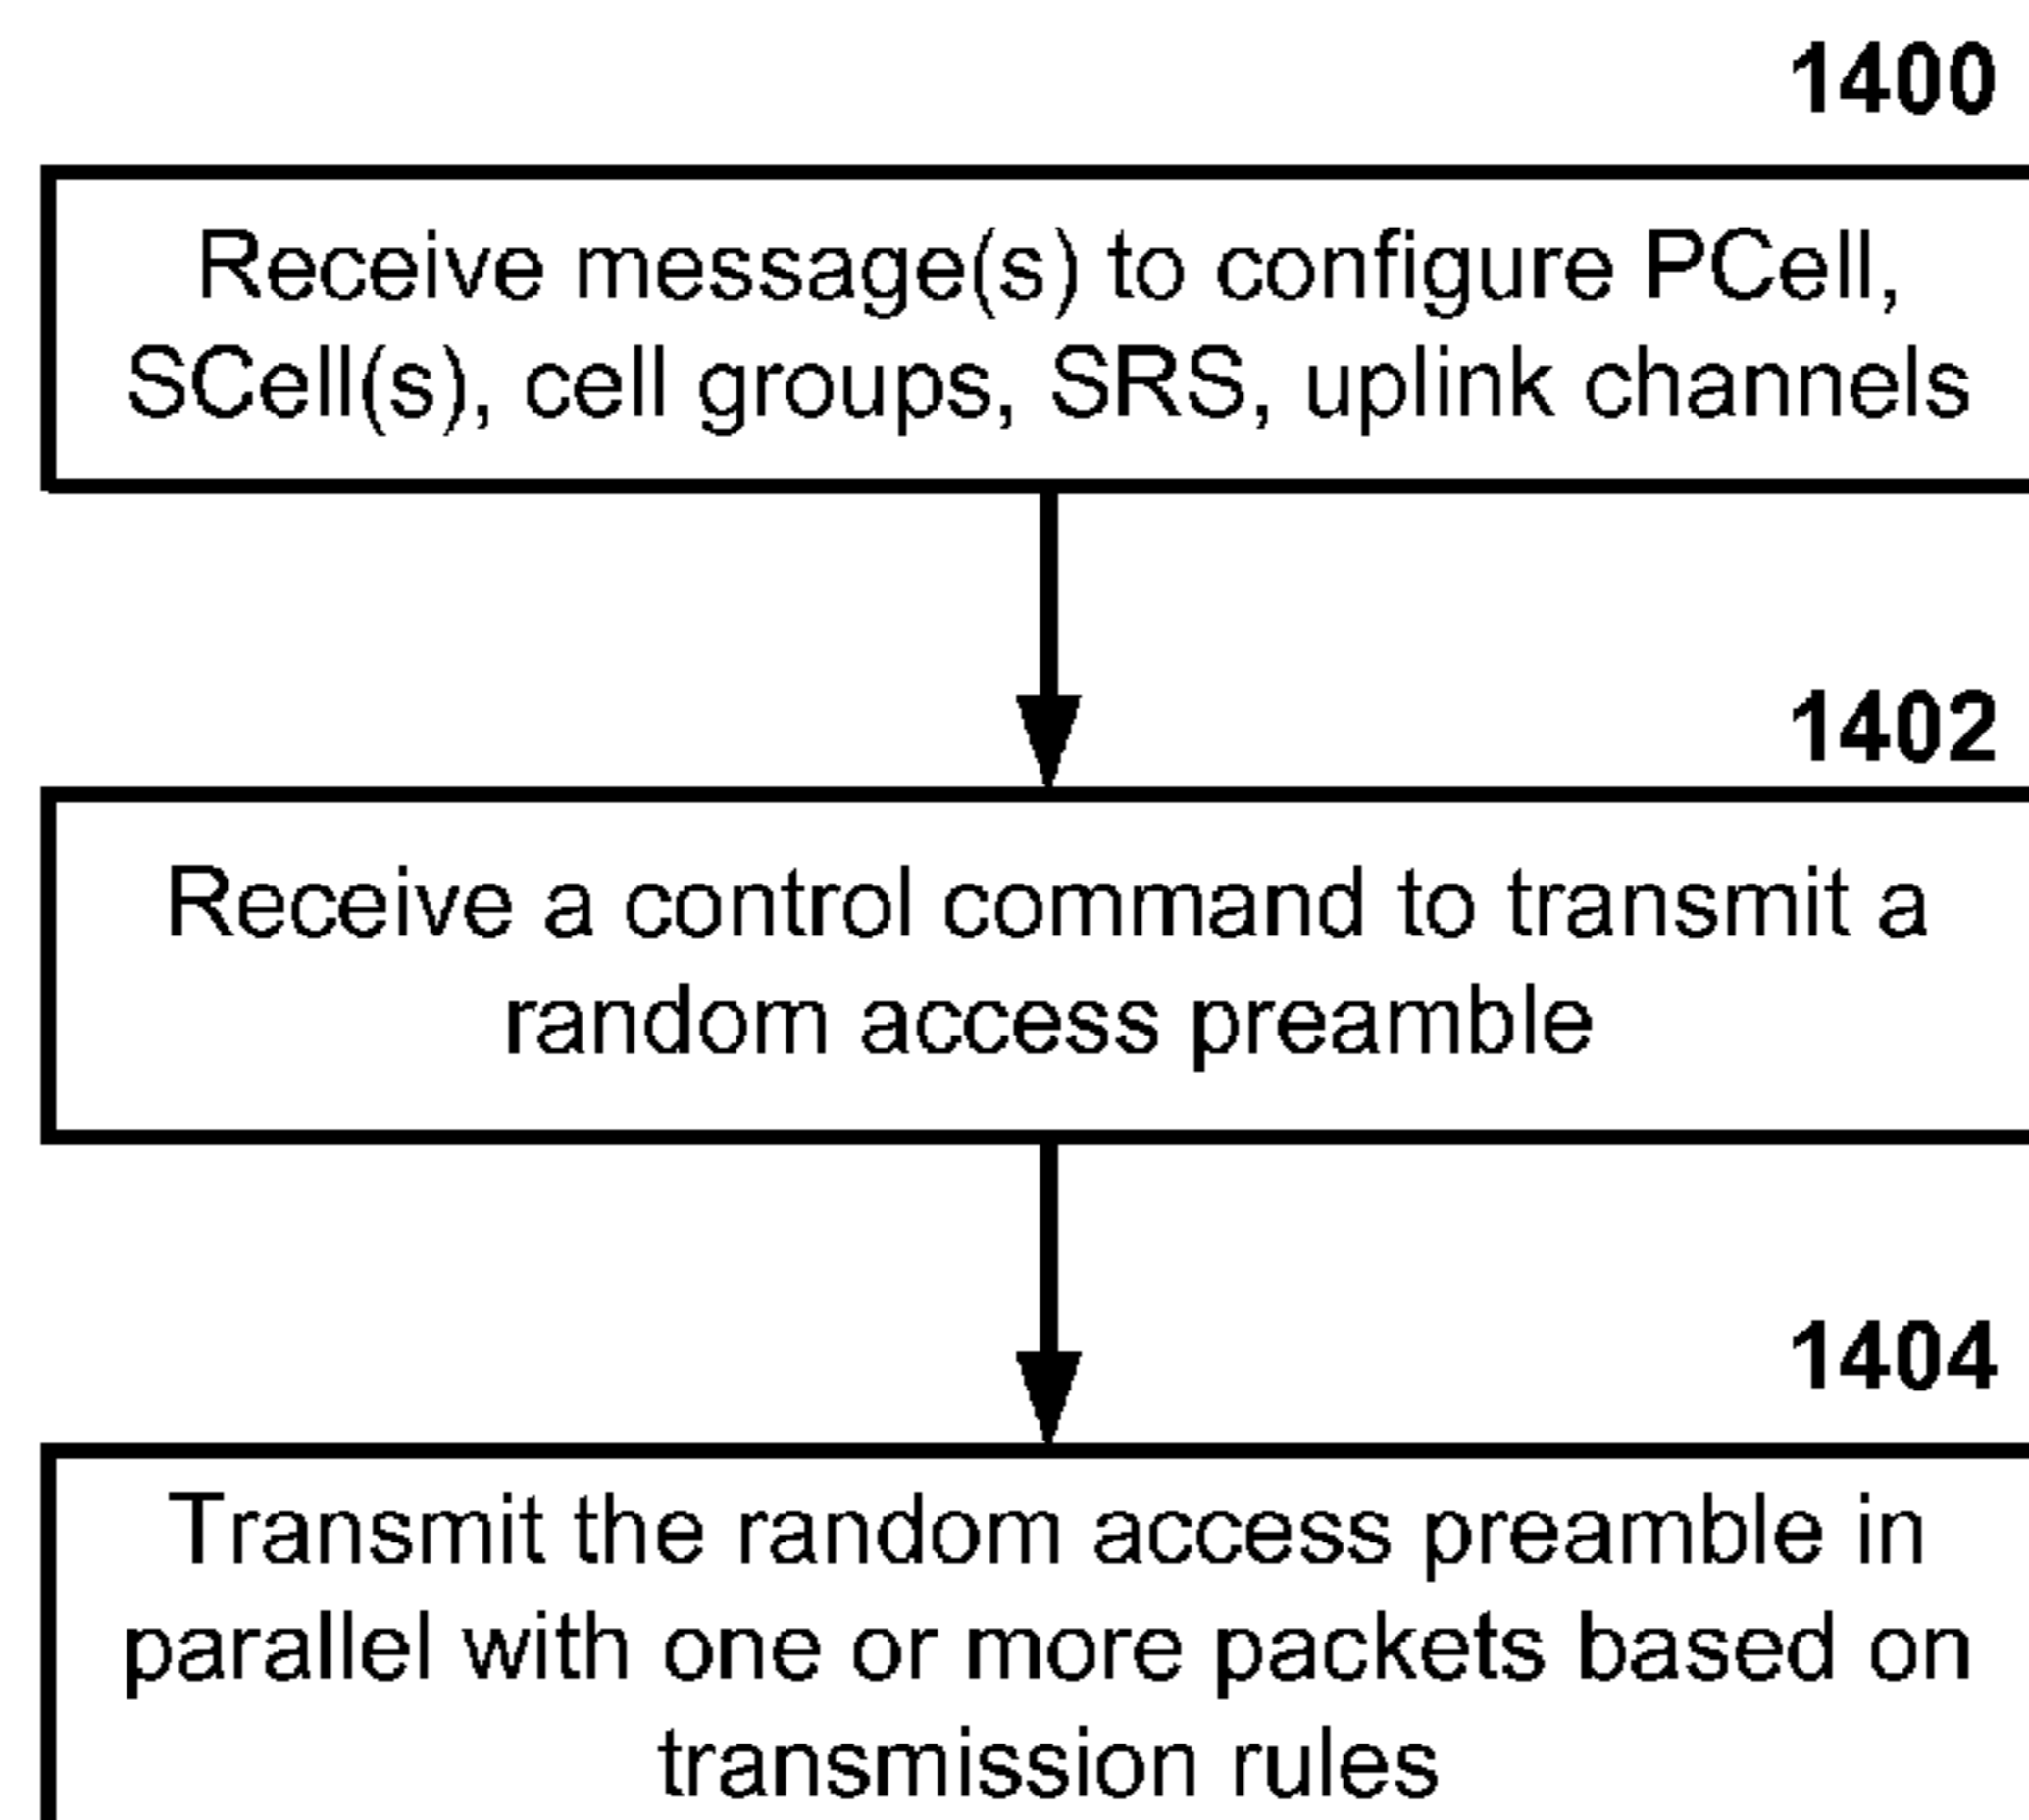 1400
Receive message(s) to configure PCell,
SCell(s), cell groups, SRS, uplink channels
1402
Receive a control command to transmit a
random access preamble
1404
Transmit the random access preamble in
parallel with one or more packets based on
transmission rules